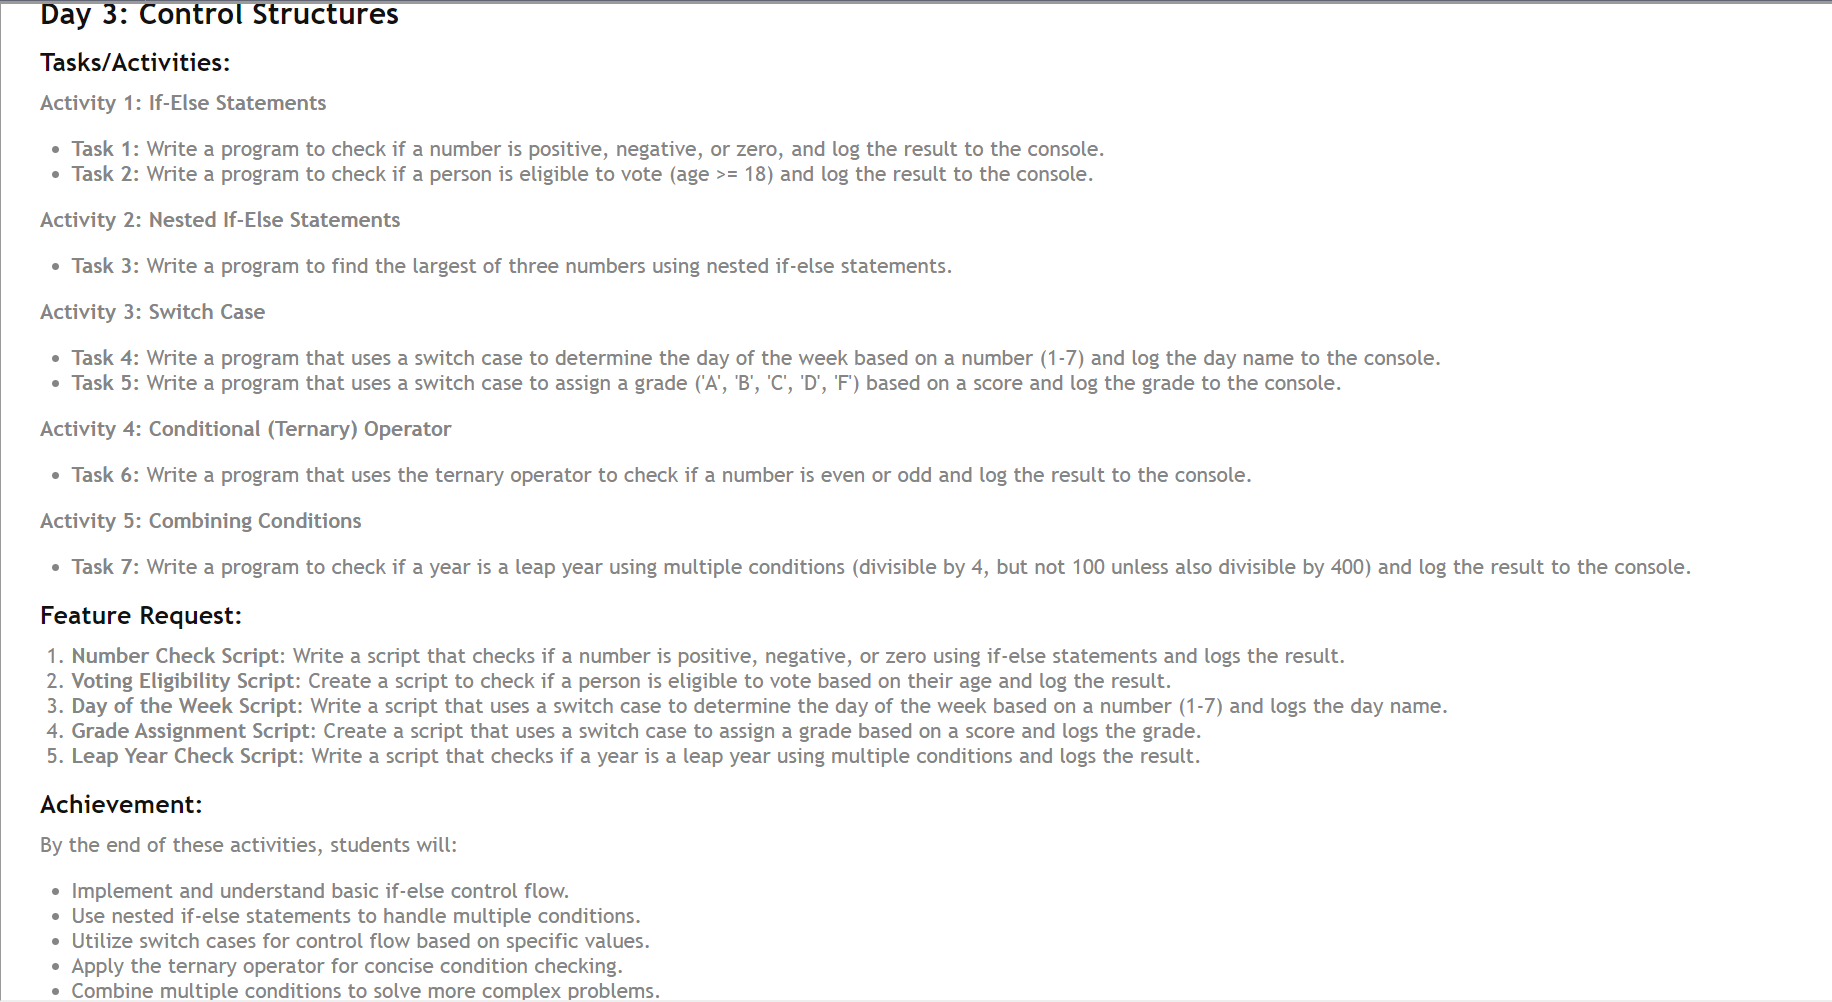 Day 3: Control Structures
Tasks/Activities:
Activity 1: If-Else Statements
• Task 1: Write a program to check if a number is positive, negative, or zero, and log the result to the console.
• Task 2: Write a program to check if a person is eligible to vote (age >= 18) and log the result to the console.
Activity 2: Nested If-Else Statements
• Task 3: Write a program to find the largest of three numbers using nested if-else statements.
Activity 3: Switch Case
• Task 4: Write a program that uses a switch case to determine the day of the week based on a number (1-7) and log the day name to the console.
• Task 5: Write a program that uses a switch case to assign a grade ('A', 'B', 'C', 'D', 'F') based on a score and log the grade to the console.
Activity 4: Conditional (Ternary) Operator
• Task 6: Write a program that uses the ternary operator to check if a number is even or odd and log the result to the console.
Activity 5: Combining Conditions
• Task 7: Write a program to check if a year is a leap year using multiple conditions (divisible by 4, but not 100 unless also divisible by 400) and log the result to the console.
Feature Request:
1. Number Check Script: Write a script that checks if a number is positive, negative, or zero using if-else statements and logs the result.
2. Voting Eligibility Script: Create a script to check if a person is eligible to vote based on their age and log the result.
3. Day of the Week Script: Write a script that uses a switch case to determine the day of the week based on a number (1-7) and logs the day name.
4. Grade Assignment Script: Create a script that uses a switch case to assign a grade based on a score and logs the grade.
5. Leap Year Check Script: Write a script that checks if a year is a leap year using multiple conditions and logs the result.
Achievement:
By the end of these activities, students will:
• Implement and understand basic if-else control flow.
• Use nested if-else statements to handle multiple conditions.
• Utilize switch cases for control flow based on specific values.
• Apply the ternary operator for concise condition checking.
• Combine multiple conditions to solve more complex problems.